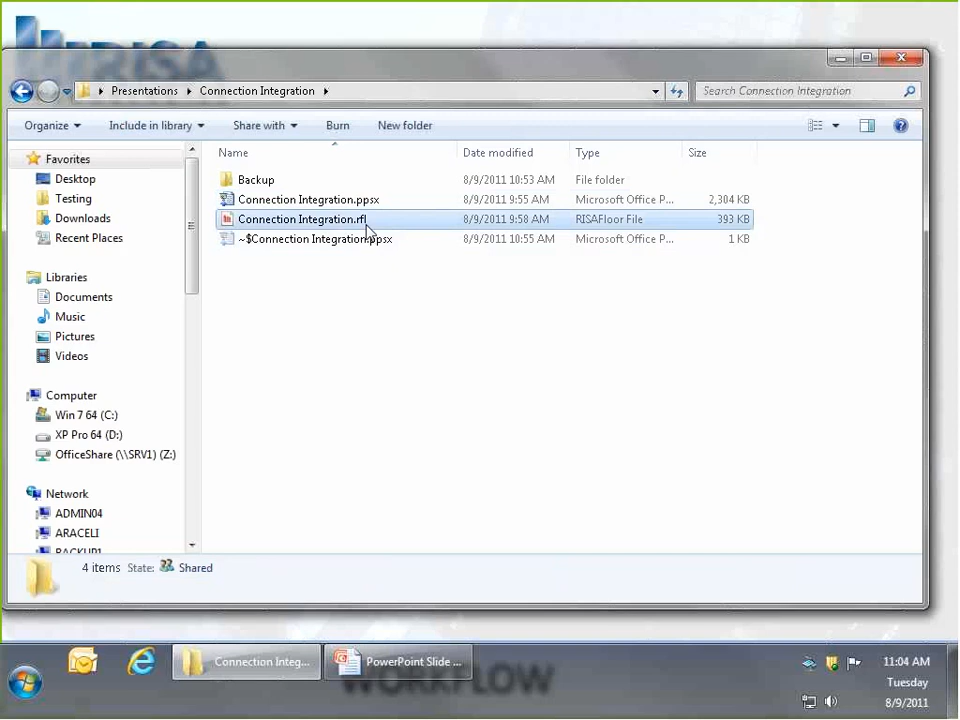 RISA
Presentations
Connection Integration
Search Connection Integration
Organize
Include in library
Share with
Burn
New folder
Name
Date modified
Type
Size
Favorites
Desktop
Testing
Downloads
Recent Places
Libraries
Documents
Music
Pictures
Videos
Computer
Win 7 64 (C:)
XP Pro 64 (D:)
OfficeShare (\\SRV1) (Z:)
Network
ADMIN04
ARACELI
BACKUP1
Backup 8/9/2011 10:53 AM File folder
Connection Integration.ppsx 8/9/2011 9:55 AM Microsoft Office P... 2,304 KB
Connection Integration.rfl 8/9/2011 9:58 AM RISAFloor File 393 KB
~$Connection Integration.ppsx 8/9/2011 10:55 AM Microsoft Office P... 1 KB
4 items State: Shared
Connection Integ...
PowerPoint Slide ...
WORKFLOW
11:04 AM
Tuesday
8/9/2011